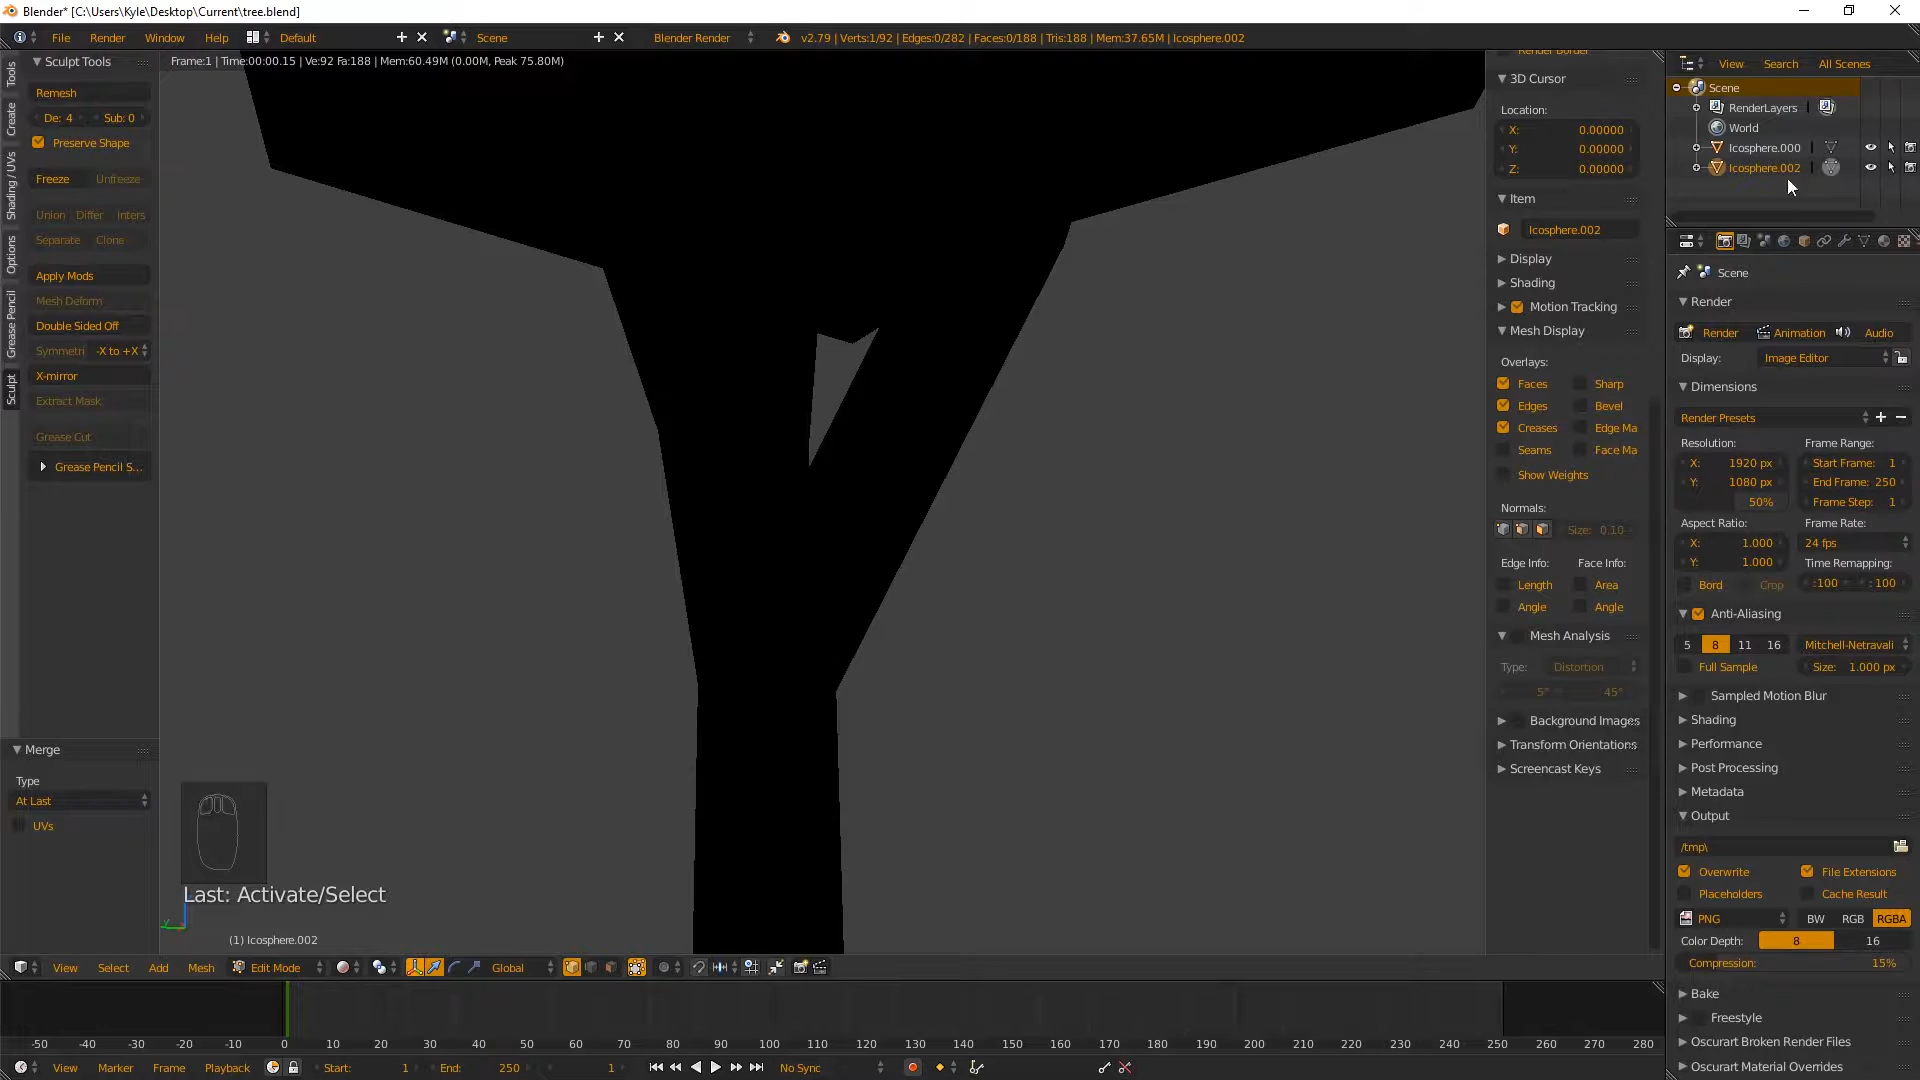 Blender* [C:\Users\Kyle\Desktop\Current\tree.blend]
File Render Window Help Default Scene Blender Render v2.79 | Verts:1/92 | Edges:0/282 | Faces:0/188 | Tris:188 | Mem:37.65M | Icosphere.002
Frame:1 | Time:00:00.15 | Ve:92 Fa:188 | Mem:60.49M (0.00M, Peak 75.80M)
Tools
Create
Shading / UVs
Options
Grease Pencil
Sculpt
Sculpt Tools
Remesh
De: 4 Sub: 0
Preserve Shape
Freeze Unfreeze
Union Differ Inters
Separate Clone
Apply Mods
Mesh Deform
Double Sided Off
Symmetri -X to +X
X-mirror
Extract Mask
Grease Cut
Grease Pencil S...
Merge
Type
At Last
UVs
Last: Activate/Select
(1) Icosphere.002
View Select Add Mesh Edit Mode Global
Render Border
3D Cursor
Location:
X: 0.00000
Y: 0.00000
Z: 0.00000
Item
Icosphere.002
Display
Shading
Motion Tracking
Mesh Display
Overlays:
Faces Sharp
Edges Bevel
Creases Edge Ma
Seams Face Ma
Show Weights
Normals:
Size: 0.10
Edge Info: Face Info:
Length Area
Angle Angle
Mesh Analysis
Type: Distortion
5° 45°
Background Images
Transform Orientations
Screencast Keys
View Search All Scenes
Scene
RenderLayers
World
Icosphere.000
Icosphere.002
Scene
Render
Render Animation Audio
Display: Image Editor
Dimensions
Render Presets
Resolution: Frame Range:
X: 1920 px Start Frame: 1
Y: 1080 px End Frame: 250
50% Frame Step: 1
Aspect Ratio: Frame Rate:
X: 1.000 24 fps
Y: 1.000 Time Remapping:
Bord Crop :100 : 100
Anti-Aliasing
5 8 11 16 Mitchell-Netravali
Full Sample Size: 1.000 px
Sampled Motion Blur
Shading
Performance
Post Processing
Metadata
Output
/tmp\
Overwrite File Extensions
Placeholders Cache Result
PNG BW RGB RGBA
Color Depth: 8 16
Compression: 15%
Bake
Freestyle
Oscurart Broken Render Files
Oscurart Material Overrides
-50 -40 -30 -20 -10 0 10 20 30 40 50 60 70 80 90 100 110 120 130 140 150 160 170 180 190 200 210 220 230 240 250 260 270 280
View Marker Frame Playback Start: 1 End: 250 1 No Sync